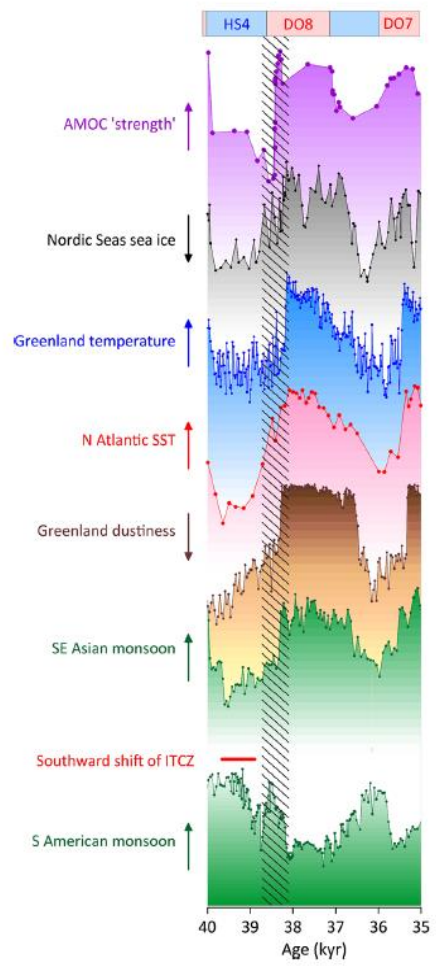 HS4 DO8 DO7
AMOC 'strength'
Nordic Seas sea ice
Greenland temperature
N Atlantic SST
Greenland dustiness
SE Asian monsoon
Southward shift of ITCZ
S American monsoon
40 39 38 37 36 35
Age (kyr)